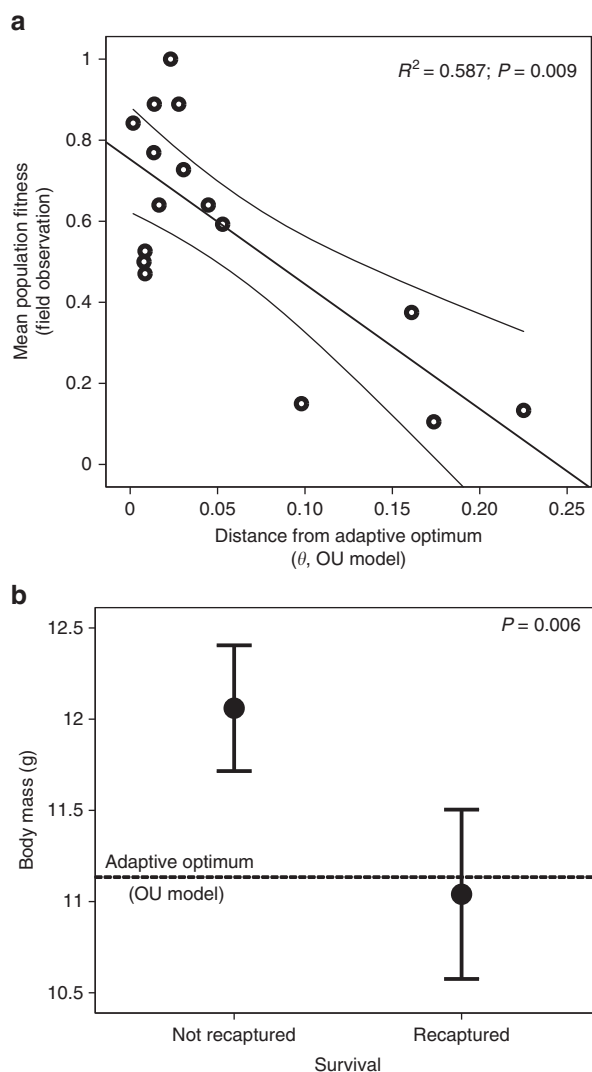 a
R² = 0.587; P = 0.009
Mean population fitness
(field observation)
1
0.8
0.6
0.4
0.2
0
0
0.05
0.10
0.15
0.20
0.25
Distance from adaptive optimum
(θ, OU model)
b
P = 0.006
Body mass (g)
12.5
12
11.5
11
10.5
Adaptive optimum
(OU model)
Not recaptured
Recaptured
Survival